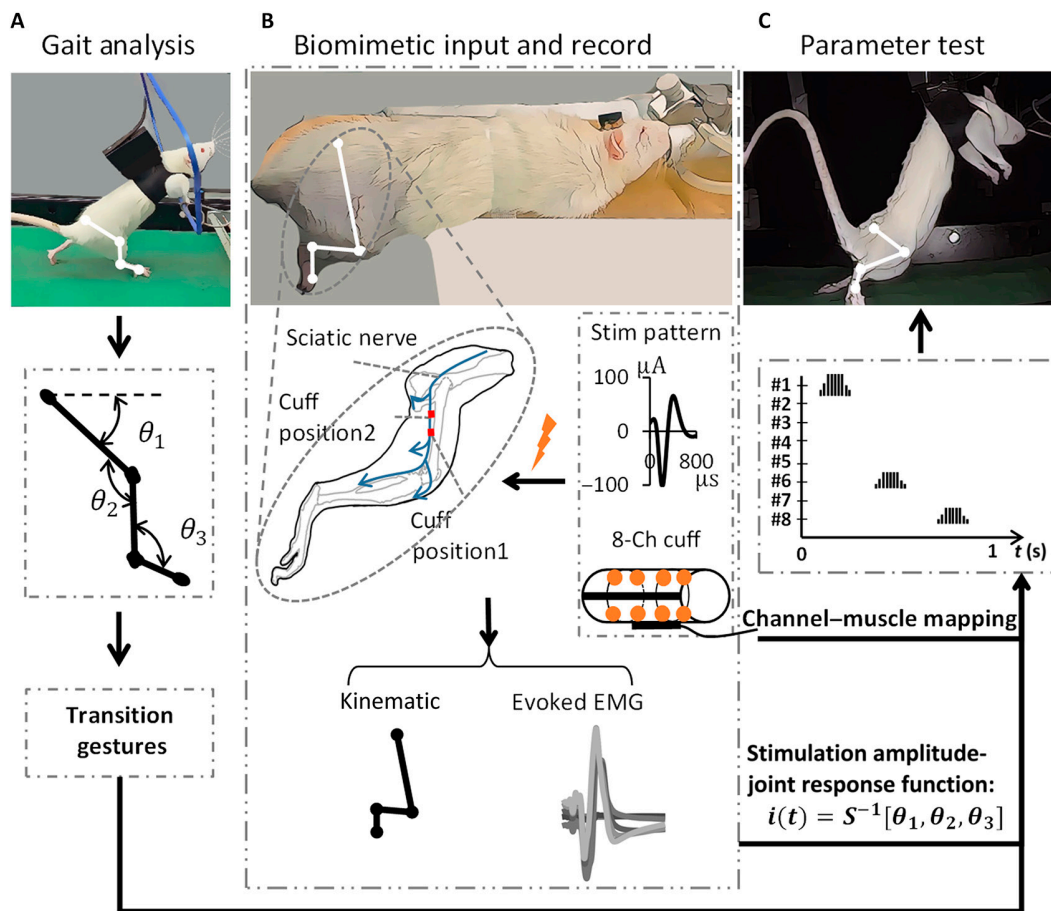 A
Gait analysis
B
Biomimetic input and record
C
Parameter test
θ1
θ2
θ3
Transition
gestures
Sciatic nerve
Cuff
position2
Cuff
position1
Stim pattern
μA
100
0
−100
0
800
μs
8-Ch cuff
Kinematic
Evoked EMG
#1
#2
#3
#4
#5
#6
#7
#8
0
1
t (s)
Channel–muscle mapping
Stimulation amplitude-
joint response function:
i(t) = S⁻¹[θ₁, θ₂, θ₃]